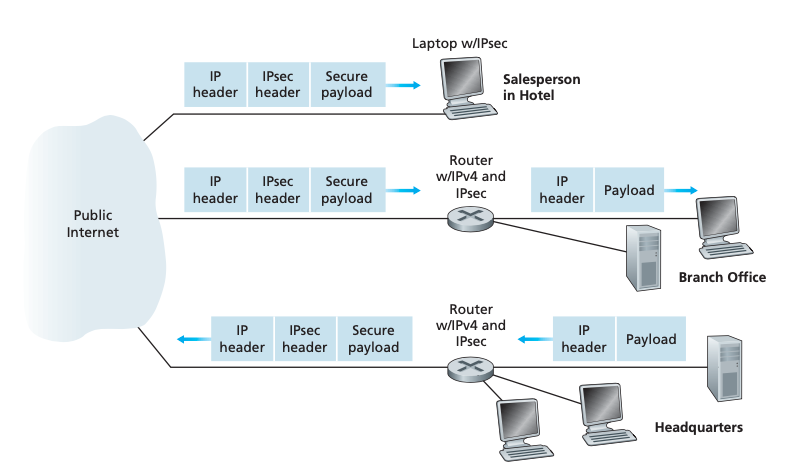 Laptop w/IPsec
IP
header
IPsec
header
Secure
payload
Salesperson
in Hotel
Router
w/IPv4 and
IPsec
IP
header
IPsec
header
Secure
payload
IP
header
Payload
Public
Internet
Branch Office
Router
w/IPv4 and
IPsec
IP
header
IPsec
header
Secure
payload
IP
header
Payload
Headquarters